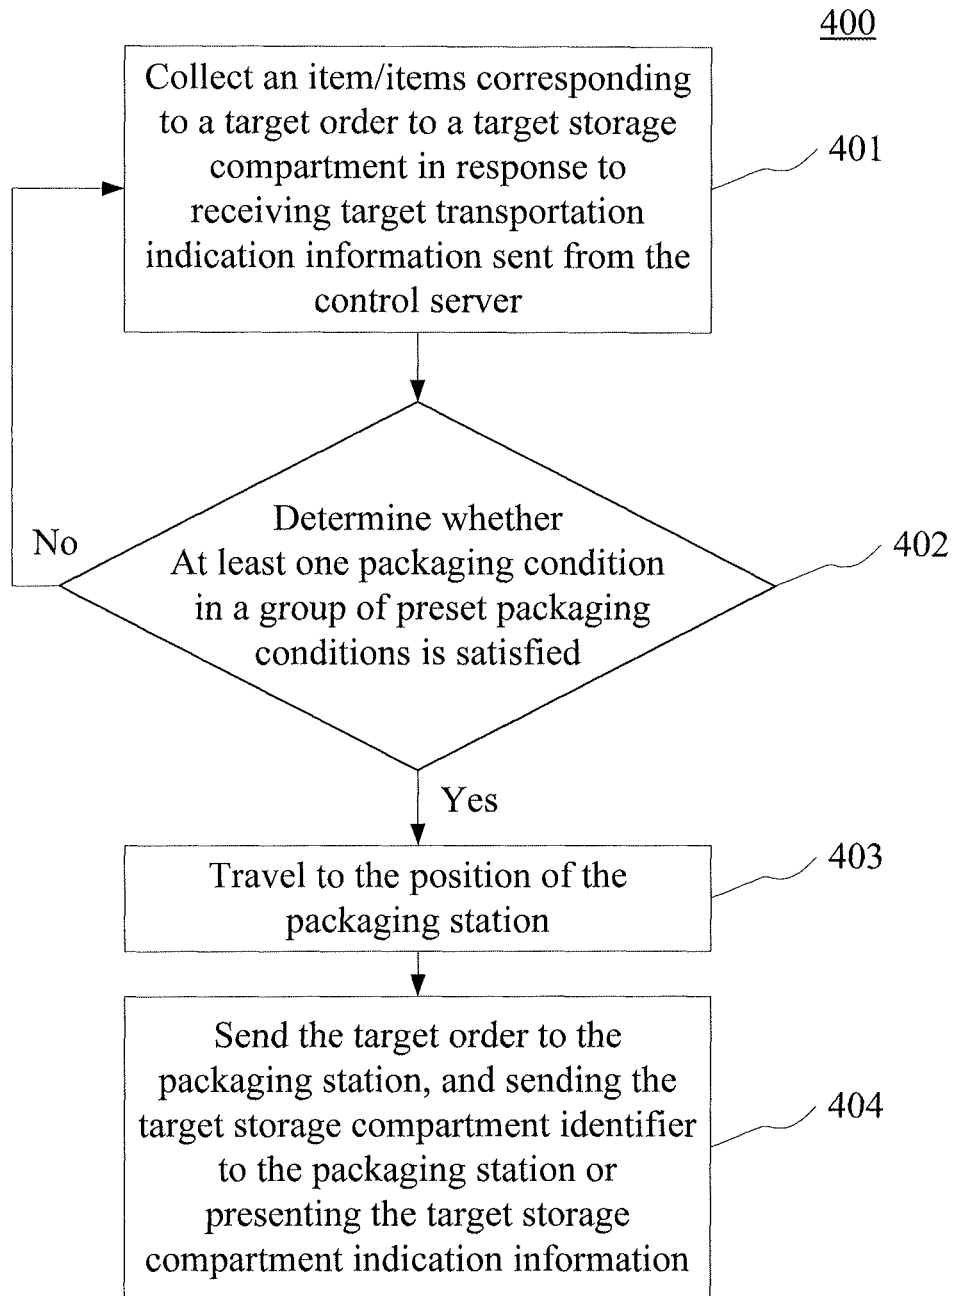 400
Collect an item/items corresponding
to a target order to a target storage
compartment in response to
receiving target transportation
indication information sent from the
control server
401
No
Determine whether
At least one packaging condition
in a group of preset packaging
conditions is satisfied
402
Yes
Travel to the position of the
packaging station
403
Send the target order to the
packaging station, and sending the
target storage compartment identifier
to the packaging station or
presenting the target storage
compartment indication information
404